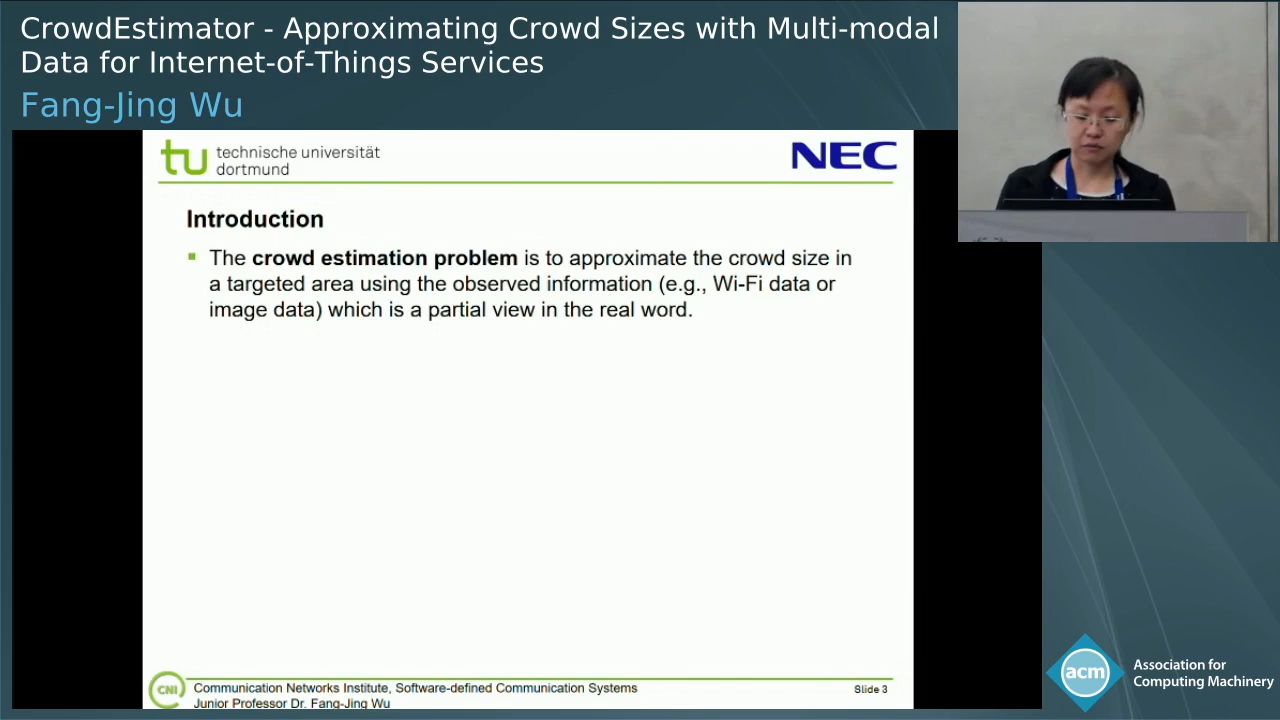 CrowdEstimator - Approximating Crowd Sizes with Multi-modal
Data for Internet-of-Things Services
Fang-Jing Wu
tu technische universität
dortmund
NEC
Introduction
The crowd estimation problem is to approximate the crowd size in
a targeted area using the observed information (e.g., Wi-Fi data or
image data) which is a partial view in the real word.
CNI
Communication Networks Institute, Software-defined Communication Systems
Junior Professor Dr. Fang-Jing Wu
Slide 3
acm
Association for
Computing Machinery